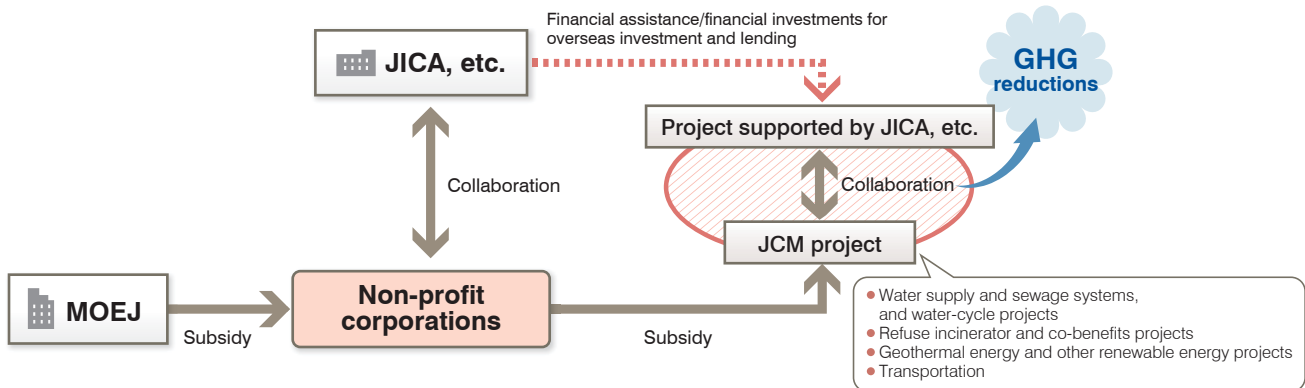 Financial assistance/financial investments for
overseas investment and lending
JICA, etc.
GHG
reductions
Project supported by JICA, etc.
Collaboration
Collaboration
JCM project
MOEJ
Subsidy
Non-profit
corporations
Subsidy
● Water supply and sewage systems,
and water-cycle projects
● Refuse incinerator and co-benefits projects
● Geothermal energy and other renewable energy projects
● Transportation